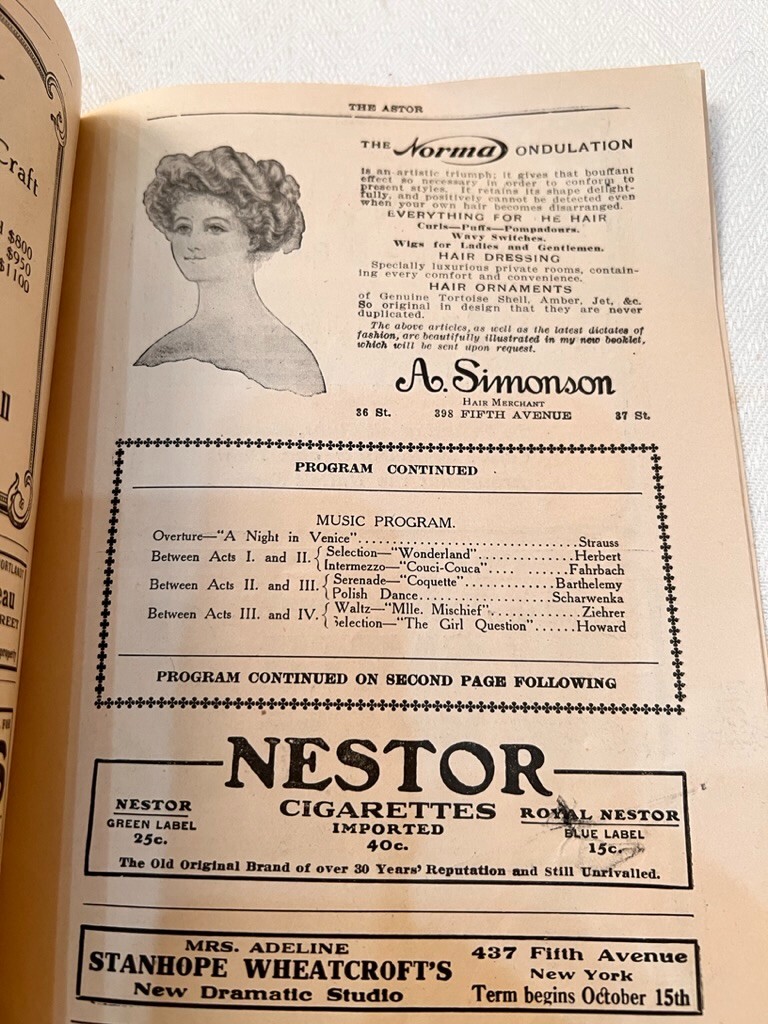 Craft
$800
$950
$1100
ll
eau
REET
FOR
THE ASTOR
THE Norma ONDULATION
is an artistic triumph; it gives that bouffant
effect so necessary in order to conform to
present styles. It retains its shape delight-
fully, and positively cannot be detected even
when your own hair becomes disarranged.
EVERYTHING FOR HE HAIR
Curls—Puffs—Pompadours.
Wavy Switches.
Wigs for Ladies and Gentlemen.
HAIR DRESSING
Specially luxurious private rooms, contain-
ing every comfort and convenience.
HAIR ORNAMENTS
of Genuine Tortoise Shell, Amber, Jet, &c.
So original in design that they are never
duplicated.
The above articles, as well as the latest dictates of
fashion, are beautifully illustrated in my new booklet,
which will be sent upon request.
A. Simonson
HAIR MERCHANT
36 St. 398 FIFTH AVENUE 37 St.
PROGRAM CONTINUED
MUSIC PROGRAM.
Overture—"A Night in Venice"..............................Strauss
Between Acts I. and II. { Selection—"Wonderland"..............Herbert
Intermezzo—"Couci-Couca".... ........Fahrbach
Between Acts II. and III. { Serenade—"Coquette"..............Barthelemy
Polish Dance....................Scharwenka
Between Acts III. and IV. { Waltz—"Mlle. Mischief"..............Ziehrer
Selection—"The Girl Question"......Howard
PROGRAM CONTINUED ON SECOND PAGE FOLLOWING
NESTOR
CIGARETTES
IMPORTED
40c.
NESTOR
GREEN LABEL
25c.
ROYAL NESTOR
BLUE LABEL
15c.
The Old Original Brand of over 30 Years' Reputation and Still Unrivalled.
MRS. ADELINE
STANHOPE WHEATCROFT'S
New Dramatic Studio
437 Fifth Avenue
New York
Term begins October 15th